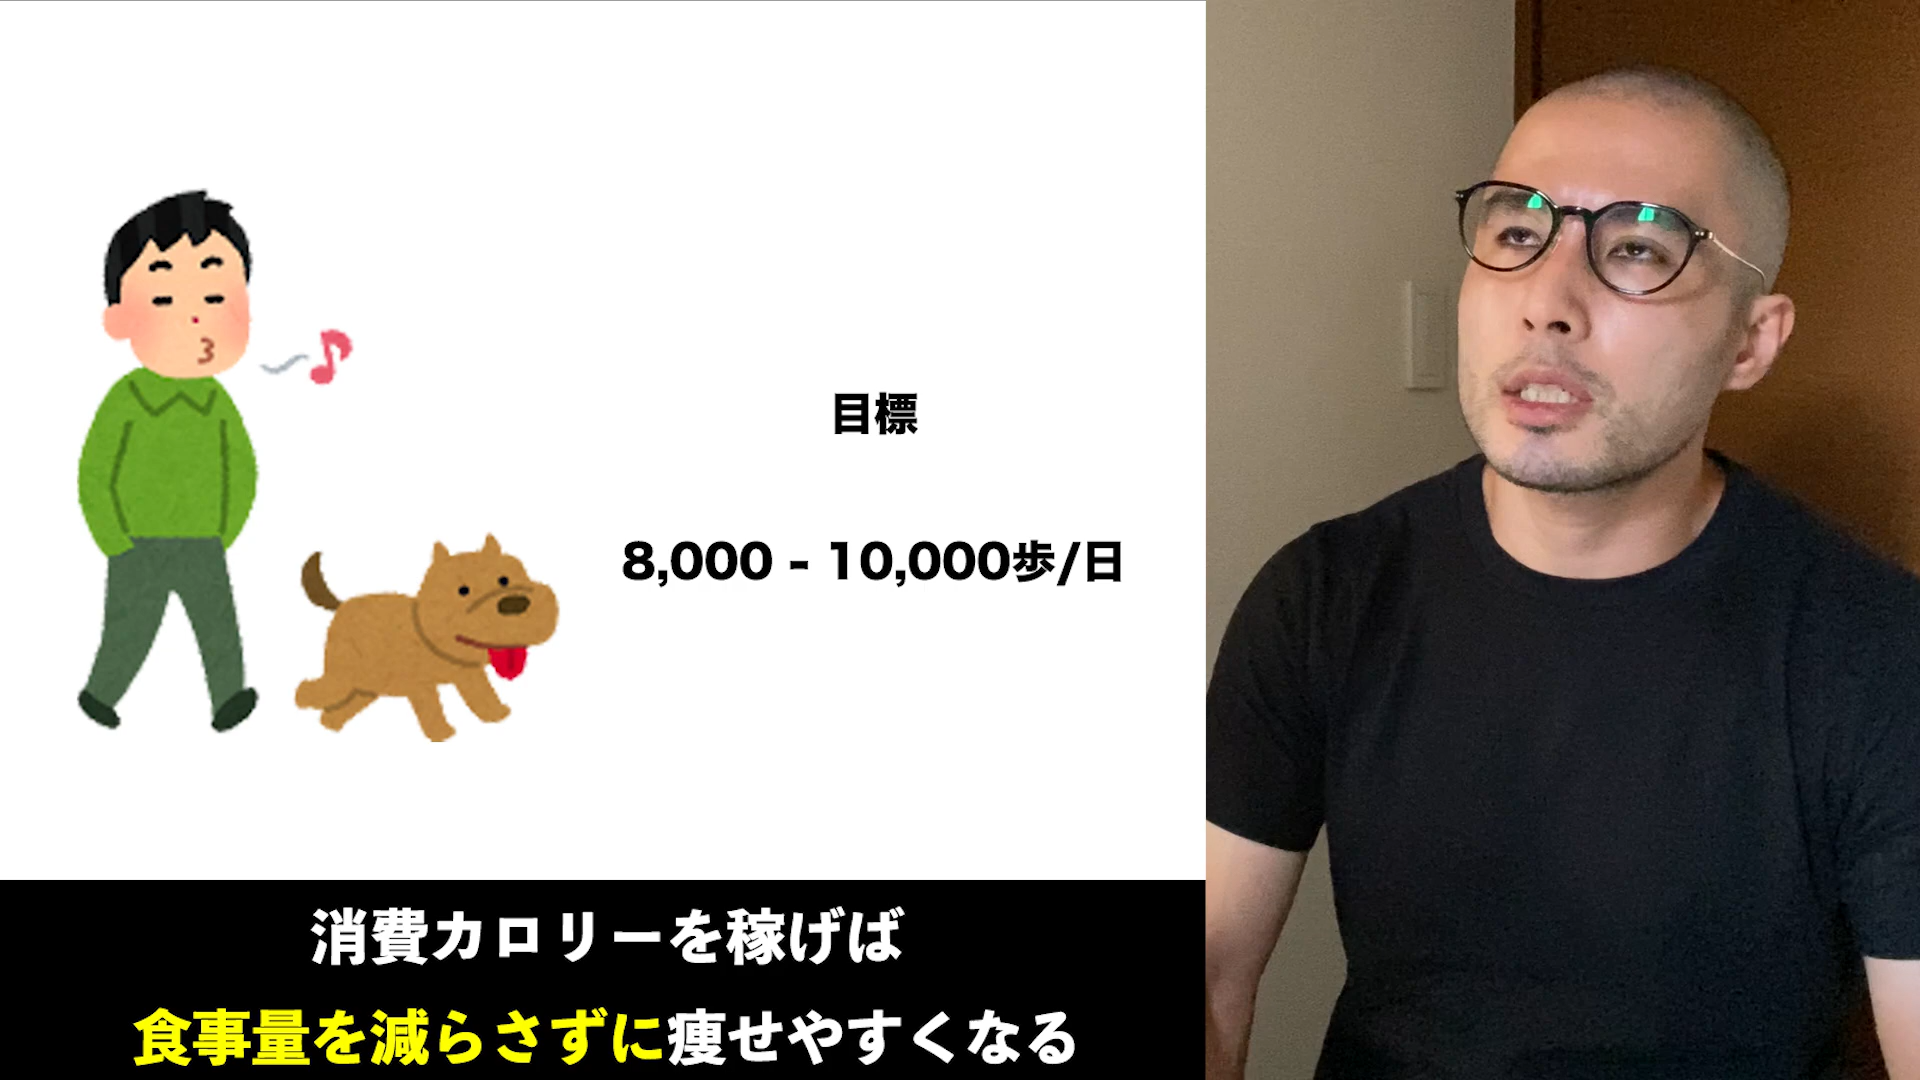 目標
8,000 - 10,000歩/日
消費カロリーを稼げば
食事量を減らさずに痩せやすくなる